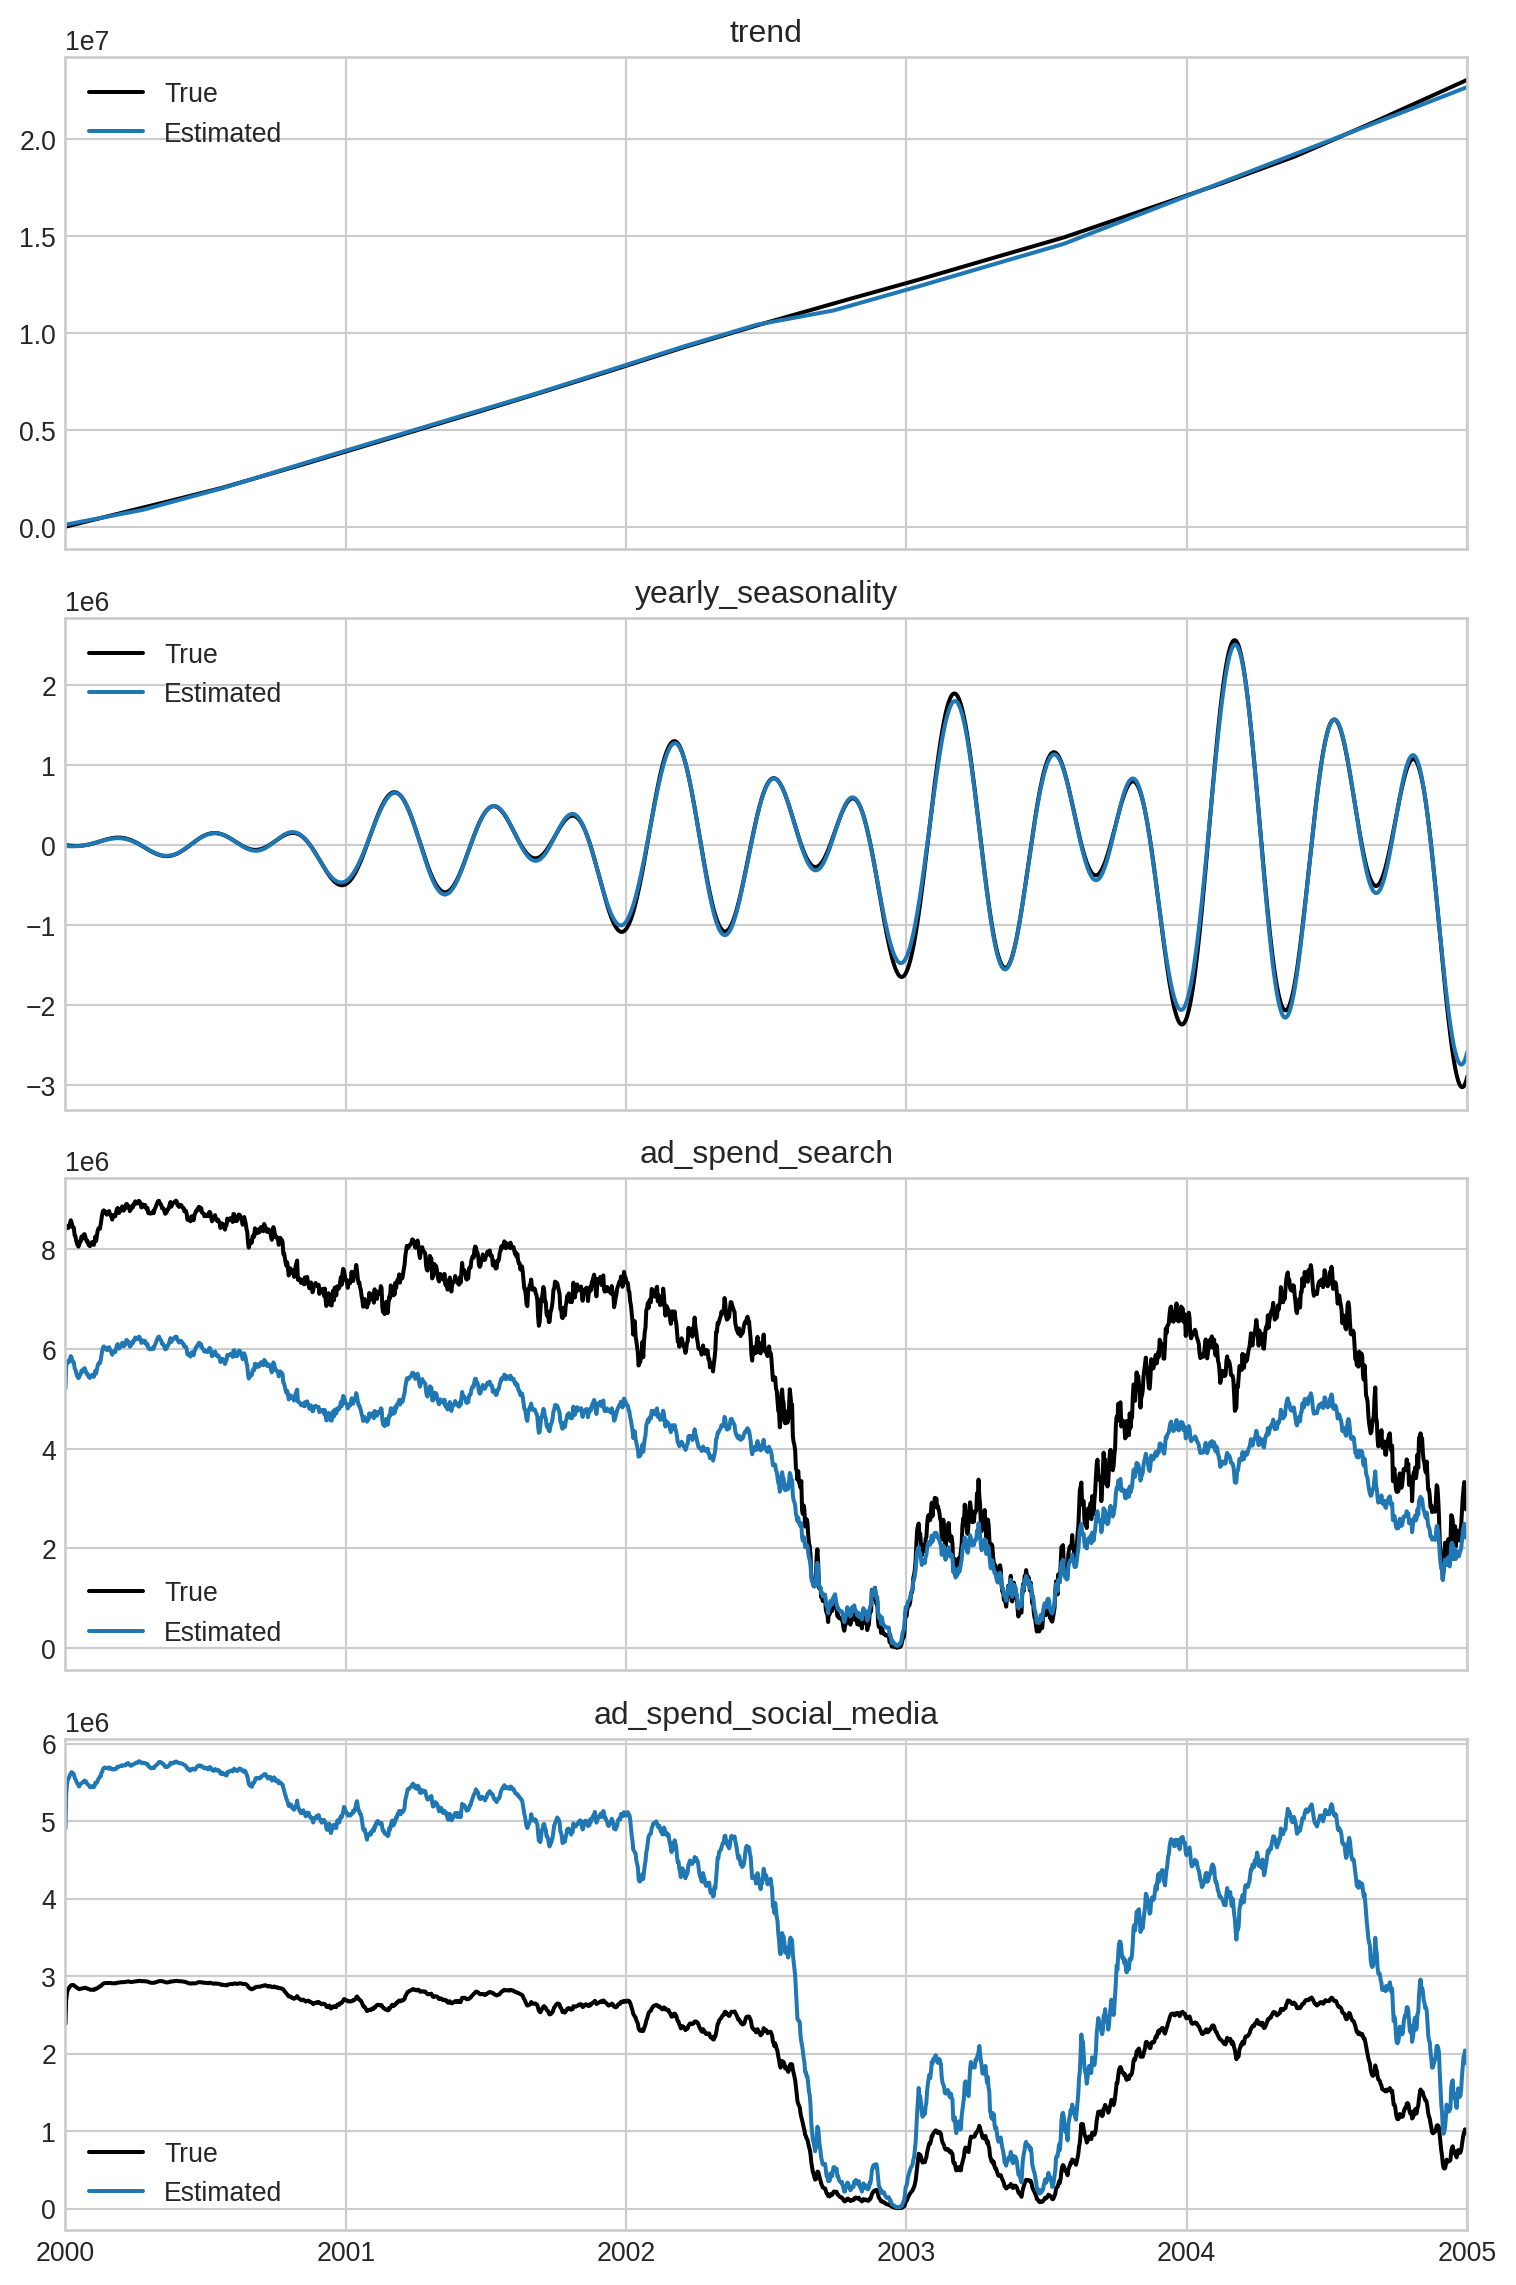 trend
1e7
True
Estimated
2.0
1.5
1.0
0.5
0.0
yearly_seasonality
1e6
True
Estimated
2
1
0
−1
−2
−3
ad_spend_search
1e6
8
6
4
2
0
True
Estimated
ad_spend_social_media
1e6
6
5
4
3
2
1
0
True
Estimated
2000 2001 2002 2003 2004 2005